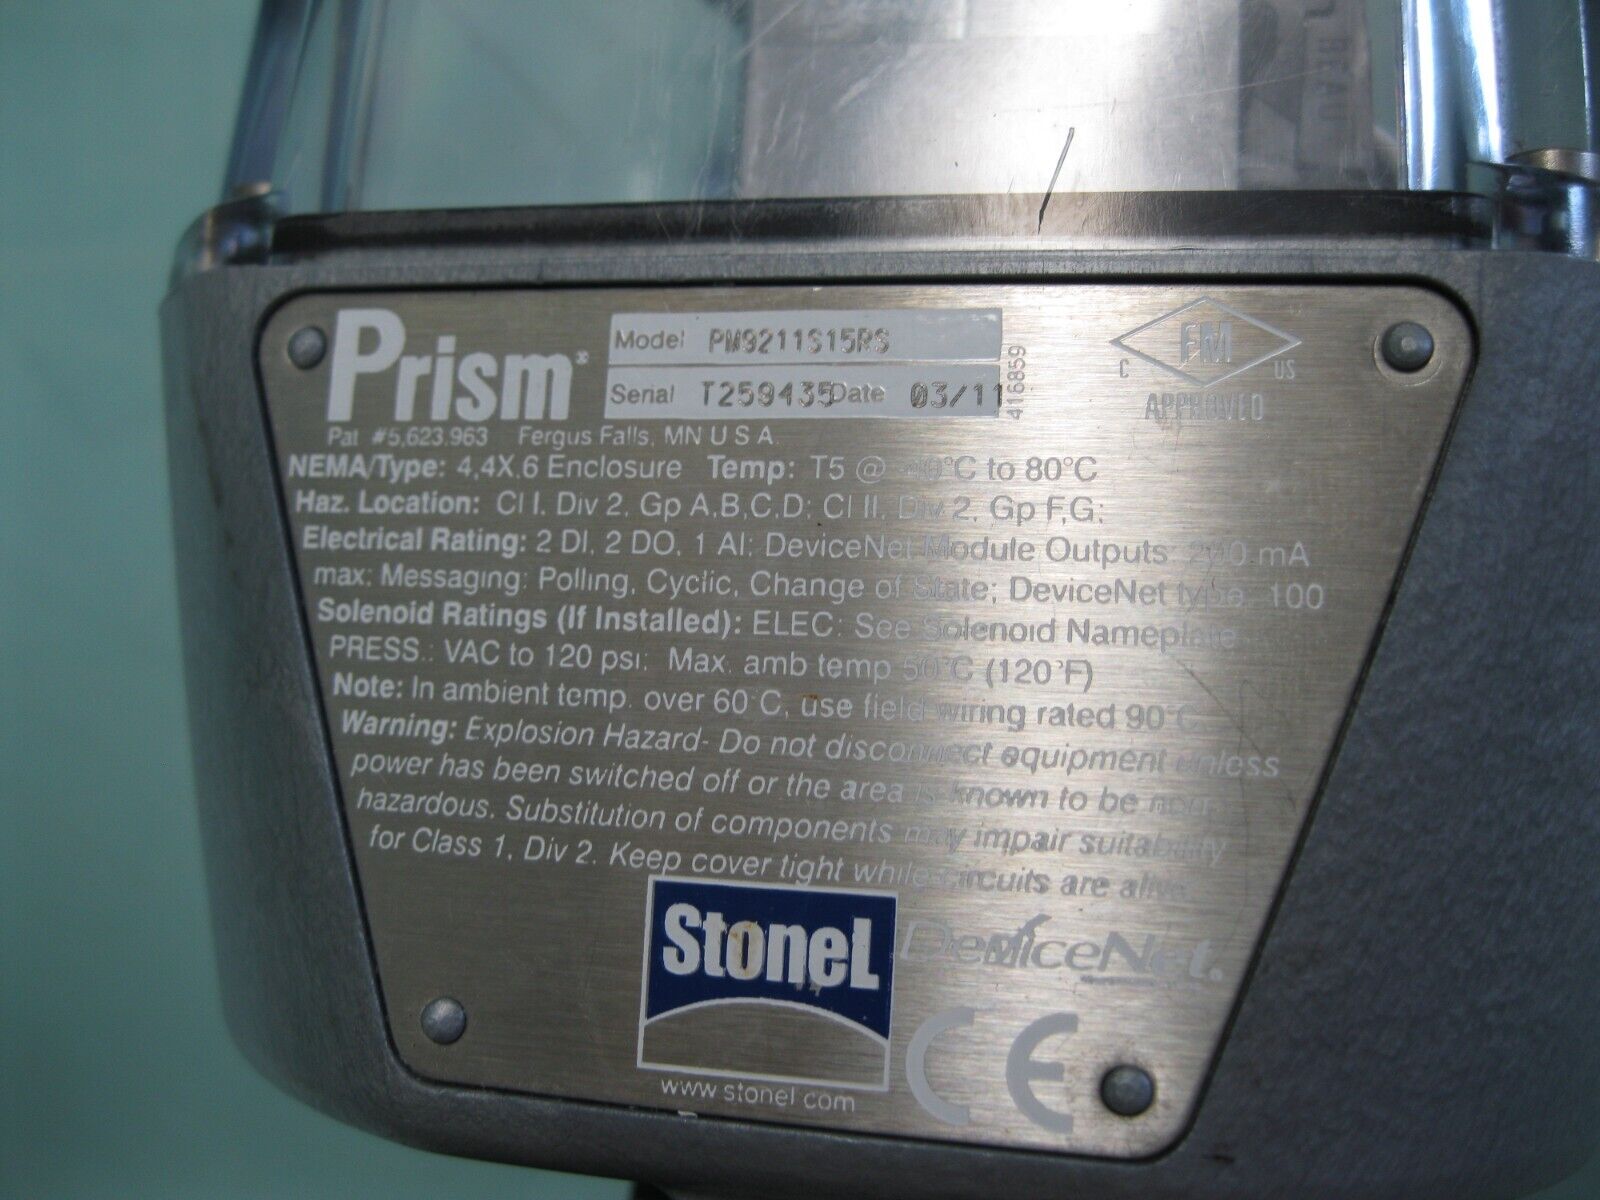 BEAU
Prism®
Model PM9211S15RS
Serial T259435 Date 03/11
416859
FM
C US
APPROVED
Pat #5,623,963 Fergus Falls, MN U S A
NEMA/Type: 4,4X,6 Enclosure Temp: T5 @ -40°C to 80°C
Haz. Location: Cl I, Div 2, Gp A,B,C,D; Cl II, Div 2, Gp F,G;
Electrical Rating: 2 DI, 2 DO, 1 AI; DeviceNet Module Outputs: 200 mA
max; Messaging: Polling, Cyclic, Change of State; DeviceNet type: 100
Solenoid Ratings (If Installed): ELEC: See Solenoid Nameplate
PRESS.: VAC to 120 psi; Max. amb temp 50°C (120°F)
Note: In ambient temp. over 60°C, use field wiring rated 90°C
Warning: Explosion Hazard- Do not disconnect equipment unless
power has been switched off or the area is known to be non-
hazardous. Substitution of components may impair suitability
for Class 1, Div 2. Keep cover tight while circuits are alive
StoneL
DeviceNet.
CE
www.stonel.com